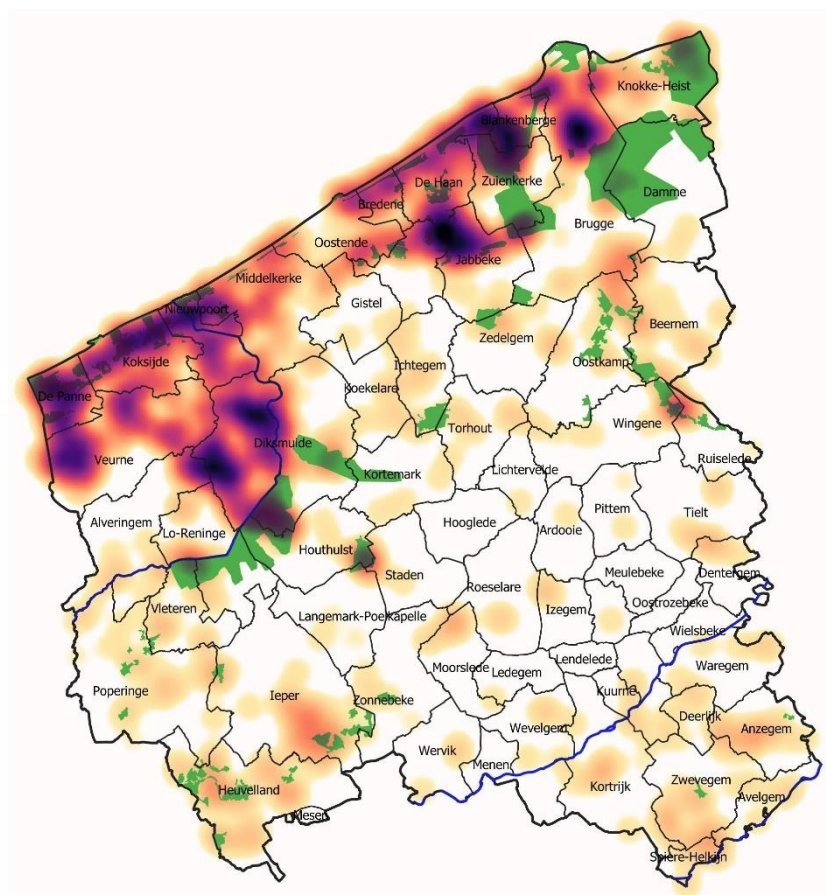 Knokke-Heist
Blankenberge
De Haan
Zuienkerke
Damme
Bredene
Brugge
Oostende
Jabbeke
Middelkerke
Nieuwpoort
Gistel
Beernem
Zedelgem
Koksijde
Ichtegem
Oostkamp
Koekelare
De Panne
Wingene
Torhout
Diksmuide
Veurne
Ruiselede
Kortemark
Lichtervelde
Pittem
Tielt
Alveringem
Hooglede
Ardooie
Lo-Reninge
Houthulst
Staden
Meulebeke
Dentergem
Roeselare
Vleteren
Izegem
Oostrozebeke
Langemark-Poelkapelle
Wielsbeke
Lendelede
Waregem
Moorslede
Ledegem
Poperinge
Kuurne
Ieper
Zonnebeke
Deerlijk
Wevelgem
Anzegem
Wervik
Menen
Zwevegem
Kortrijk
Heuvelland
Avelgem
Mesen
Spiere-Helkijn